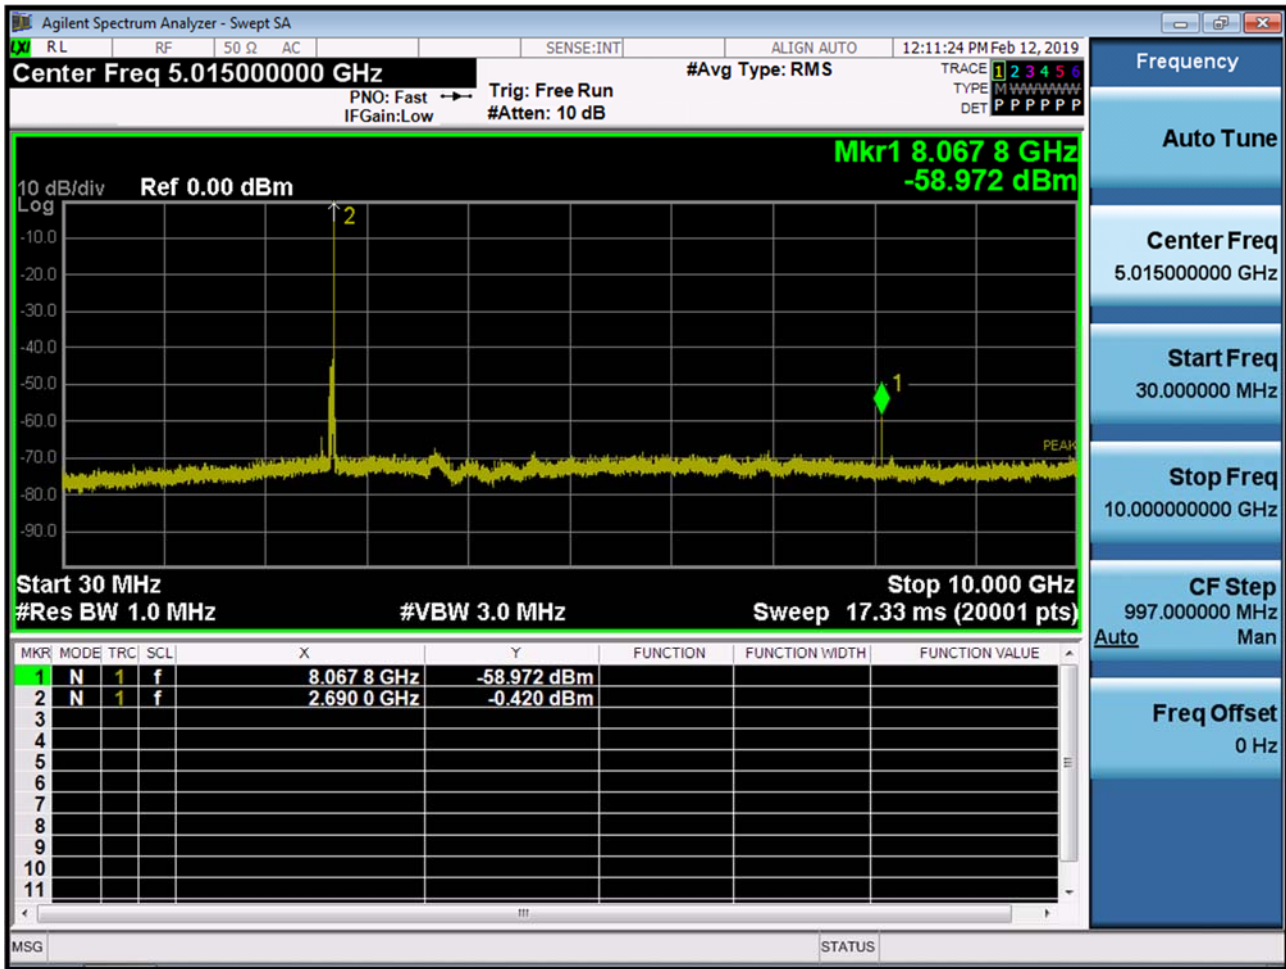 Agilent Spectrum Analyzer - Swept SA
LXI RL RF 50 Ω AC SENSE:INT ALIGN AUTO 12:11:24 PM Feb 12, 2019
Center Freq 5.015000000 GHz
PNO: Fast
IFGain:Low
Trig: Free Run
#Atten: 10 dB
#Avg Type: RMS
TRACE 1 2 3 4 5 6
TYPE M WWWWW
DET P P P P P P
Mkr1 8.067 8 GHz
-58.972 dBm
10 dB/div Ref 0.00 dBm
Log
-10.0
-20.0
-30.0
-40.0
-50.0
-60.0
-70.0
-80.0
-90.0
2
1
PEAK
Start 30 MHz Stop 10.000 GHz
#Res BW 1.0 MHz #VBW 3.0 MHz Sweep 17.33 ms (20001 pts)
MKR MODE TRC SCL X Y FUNCTION FUNCTION WIDTH FUNCTION VALUE
1 N 1 f 8.067 8 GHz -58.972 dBm
2 N 1 f 2.690 0 GHz -0.420 dBm
3
4
5
6
7
8
9
10
11
MSG STATUS
Frequency
Auto Tune
Center Freq
5.015000000 GHz
Start Freq
30.000000 MHz
Stop Freq
10.000000000 GHz
CF Step
997.000000 MHz
Auto Man
Freq Offset
0 Hz